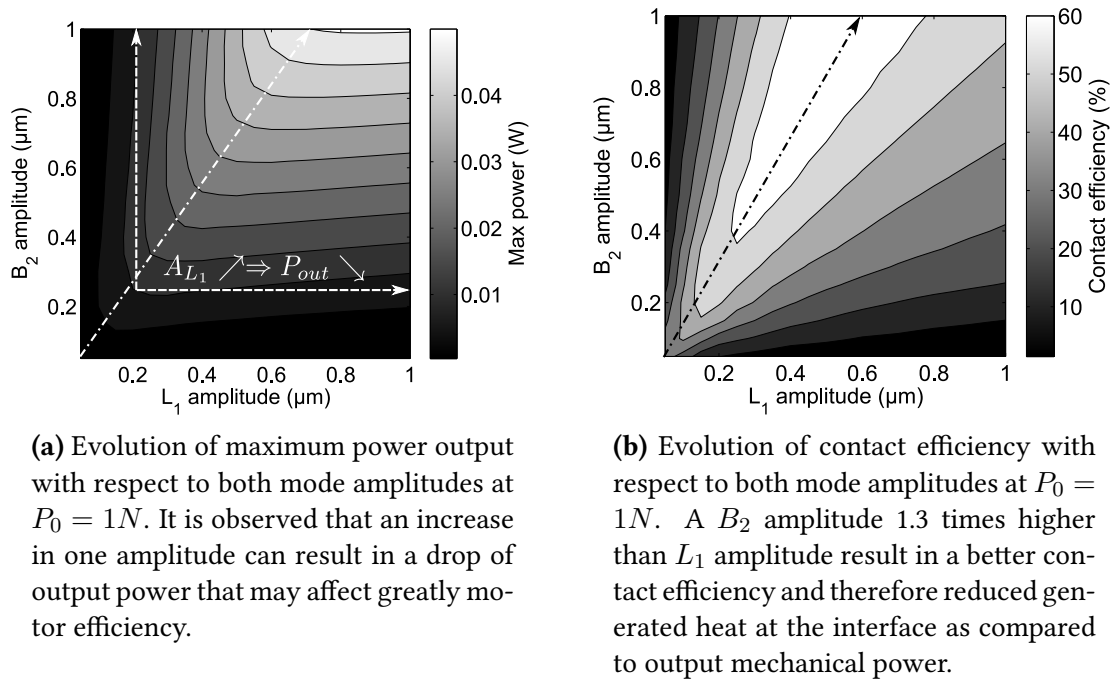 1
0.8
0.6
0.4
0.2
B2 amplitude (µm)
0.2 0.4 0.6 0.8 1
L1 amplitude (µm)
A_L1 ↗⇒ P_out ↘
0.04
0.03
0.02
0.01
Max power (W)
1
0.8
0.6
0.4
0.2
B2 amplitude (µm)
0.2 0.4 0.6 0.8 1
L1 amplitude (µm)
60
50
40
30
20
10
Contact efficiency (%)
(a) Evolution of maximum power output
with respect to both mode amplitudes at
P0 = 1N. It is observed that an increase
in one amplitude can result in a drop of
output power that may affect greatly mo-
tor efficiency.
(b) Evolution of contact efficiency with
respect to both mode amplitudes at P0 =
1N. A B2 amplitude 1.3 times higher
than L1 amplitude result in a better con-
tact efficiency and therefore reduced gen-
erated heat at the interface as compared
to output mechanical power.